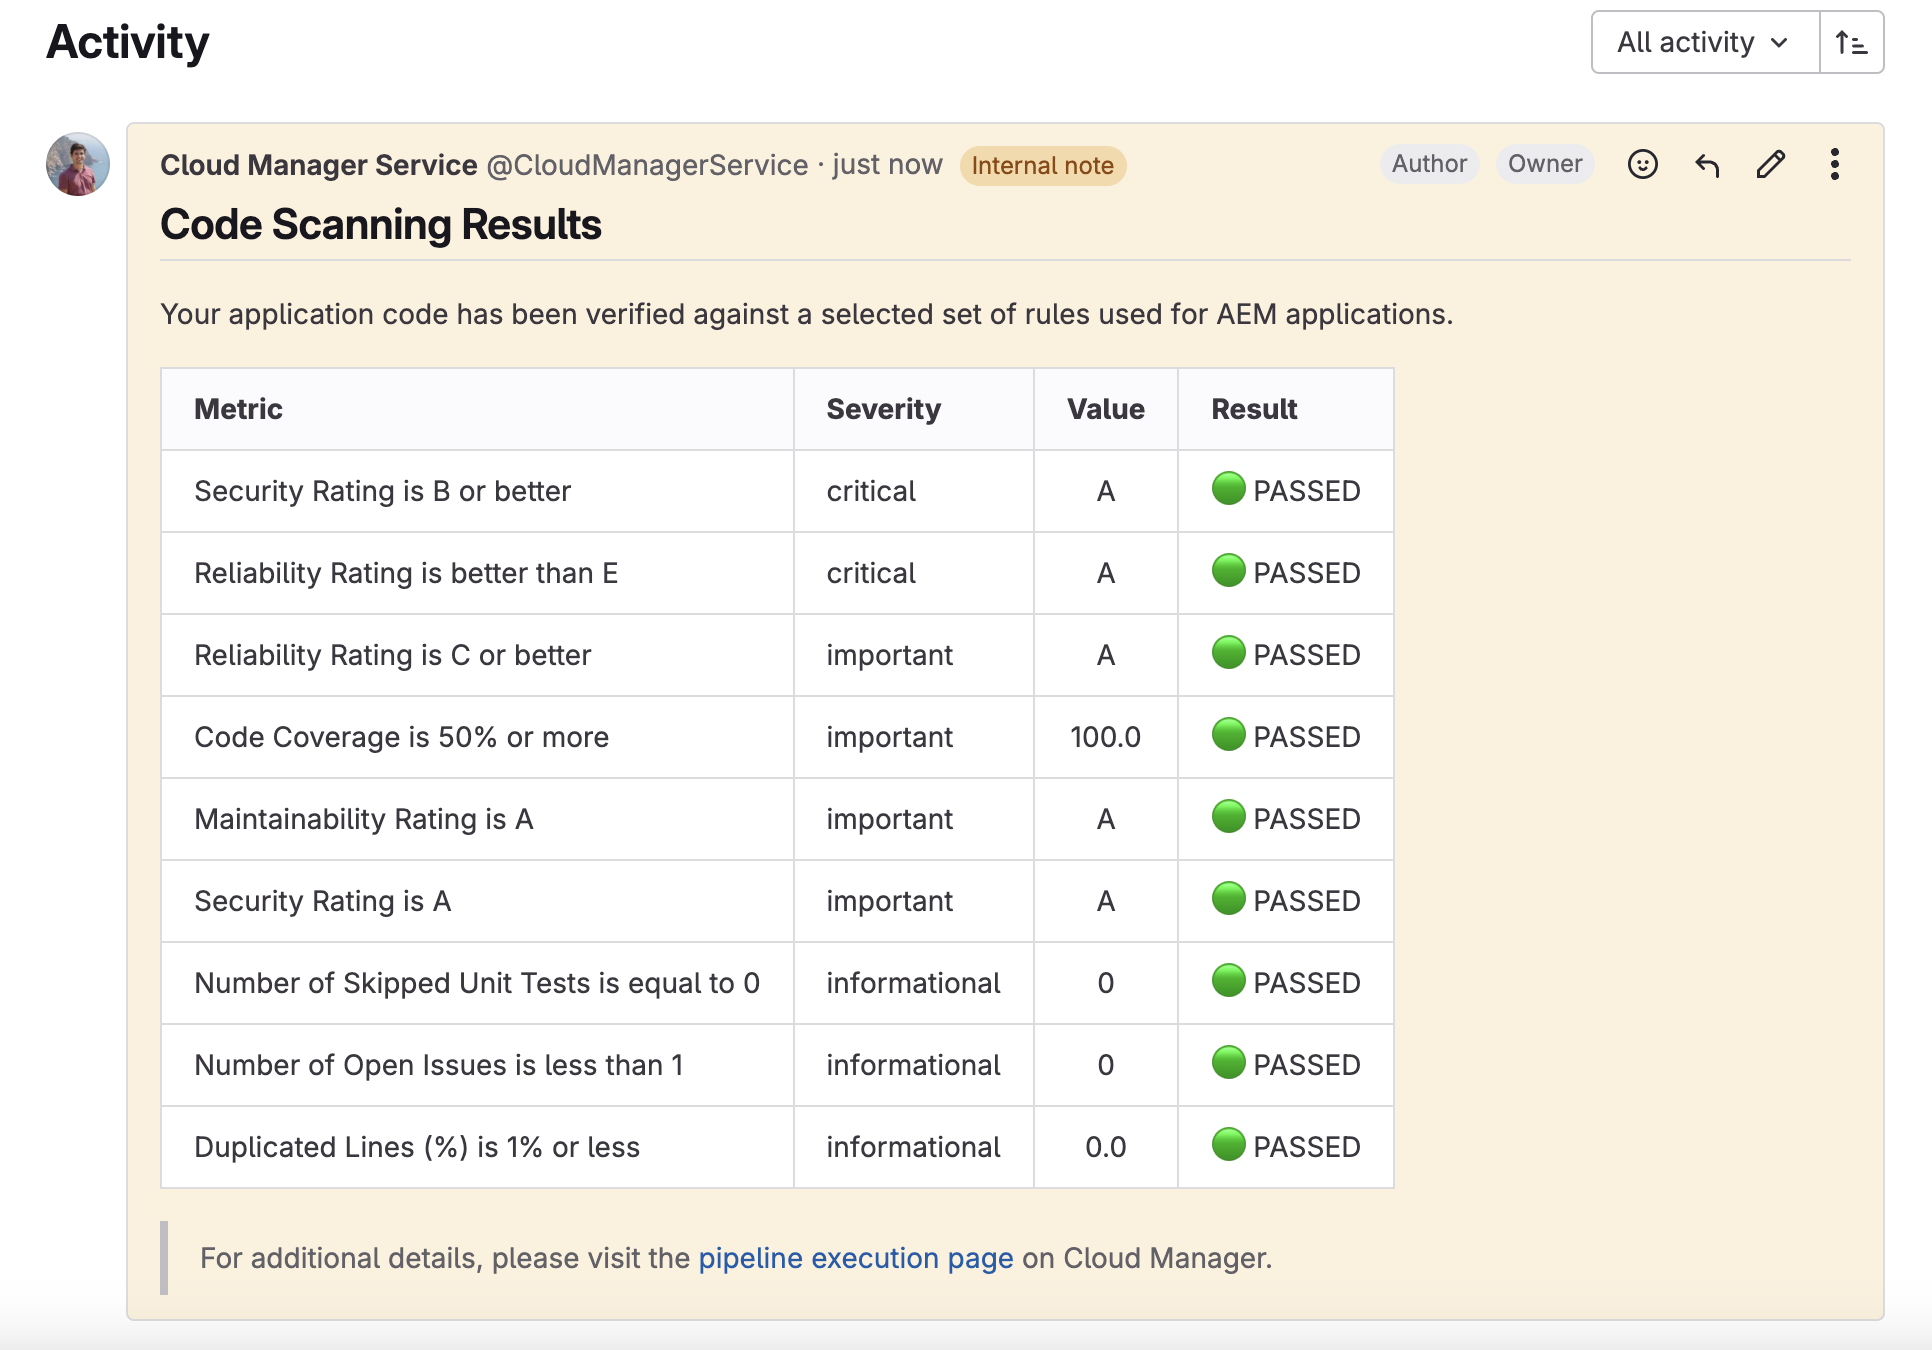 Activity
All activity
Cloud Manager Service @CloudManagerService · just now Internal note Author Owner
Code Scanning Results
Your application code has been verified against a selected set of rules used for AEM applications.
Metric Severity Value Result
Security Rating is B or better critical A PASSED
Reliability Rating is better than E critical A PASSED
Reliability Rating is C or better important A PASSED
Code Coverage is 50% or more important 100.0 PASSED
Maintainability Rating is A important A PASSED
Security Rating is A important A PASSED
Number of Skipped Unit Tests is equal to 0 informational 0 PASSED
Number of Open Issues is less than 1 informational 0 PASSED
Duplicated Lines (%) is 1% or less informational 0.0 PASSED
For additional details, please visit the pipeline execution page on Cloud Manager.